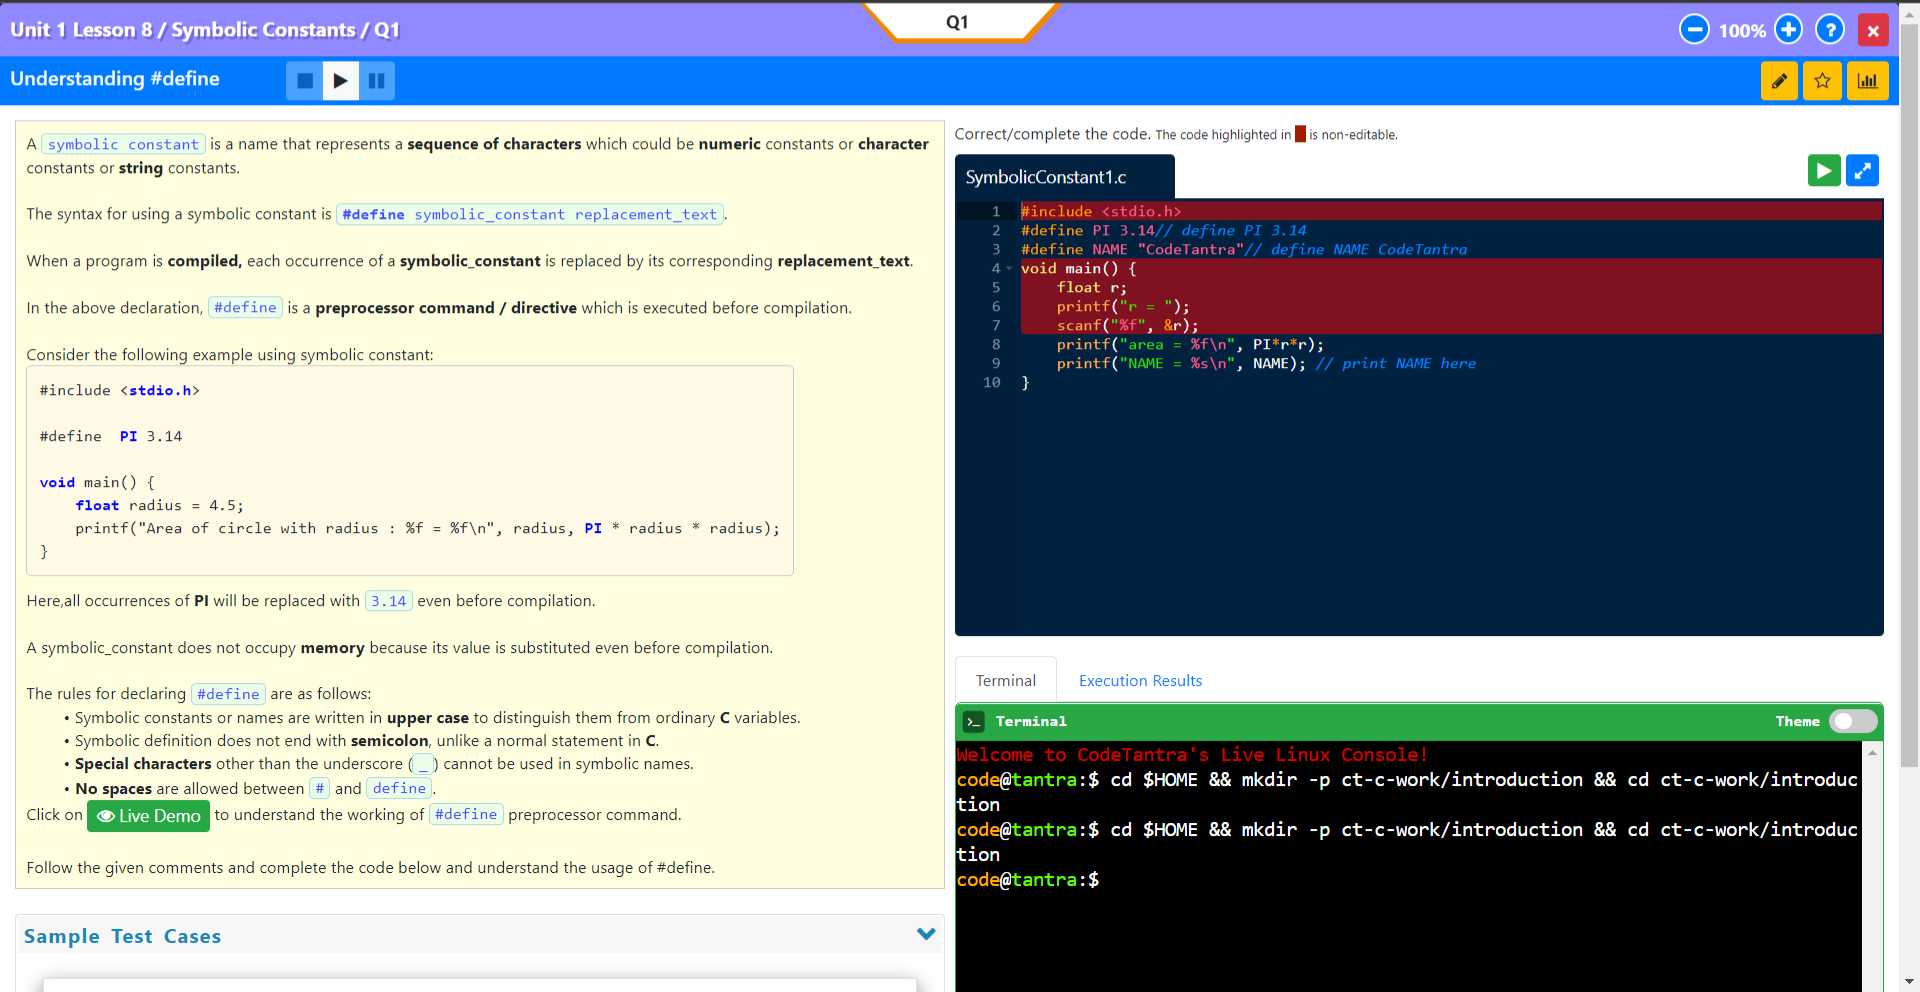 Unit 1 Lesson 8 / Symbolic Constants / Q1
Q1
100%
Understanding #define
A symbolic constant is a name that represents a sequence of characters which could be numeric constants or character
constants or string constants.
The syntax for using a symbolic constant is #define symbolic_constant replacement_text.
When a program is compiled, each occurrence of a symbolic_constant is replaced by its corresponding replacement_text.
In the above declaration, #define is a preprocessor command / directive which is executed before compilation.
Consider the following example using symbolic constant:
#include <stdio.h>
#define  PI 3.14
void main() {
    float radius = 4.5;
    printf("Area of circle with radius : %f = %f\n", radius, PI * radius * radius);
}
Here,all occurrences of PI will be replaced with 3.14 even before compilation.
A symbolic_constant does not occupy memory because its value is substituted even before compilation.
The rules for declaring #define are as follows:
• Symbolic constants or names are written in upper case to distinguish them from ordinary C variables.
• Symbolic definition does not end with semicolon, unlike a normal statement in C.
• Special characters other than the underscore ( _ ) cannot be used in symbolic names.
• No spaces are allowed between # and define.
Click on Live Demo to understand the working of #define preprocessor command.
Follow the given comments and complete the code below and understand the usage of #define.
Sample Test Cases
Correct/complete the code. The code highlighted in is non-editable.
SymbolicConstant1.c
1 #include <stdio.h>
2 #define PI 3.14// define PI 3.14
3 #define NAME "CodeTantra"// define NAME CodeTantra
4 void main() {
5     float r;
6     printf("r = ");
7     scanf("%f", &r);
8     printf("area = %f\n", PI*r*r);
9     printf("NAME = %s\n", NAME); // print NAME here
10 }
Terminal
Execution Results
>_ Terminal
Theme
Welcome to CodeTantra's Live Linux Console!
code@tantra:$ cd $HOME && mkdir -p ct-c-work/introduction && cd ct-c-work/introduc
tion
code@tantra:$ cd $HOME && mkdir -p ct-c-work/introduction && cd ct-c-work/introduc
tion
code@tantra:$